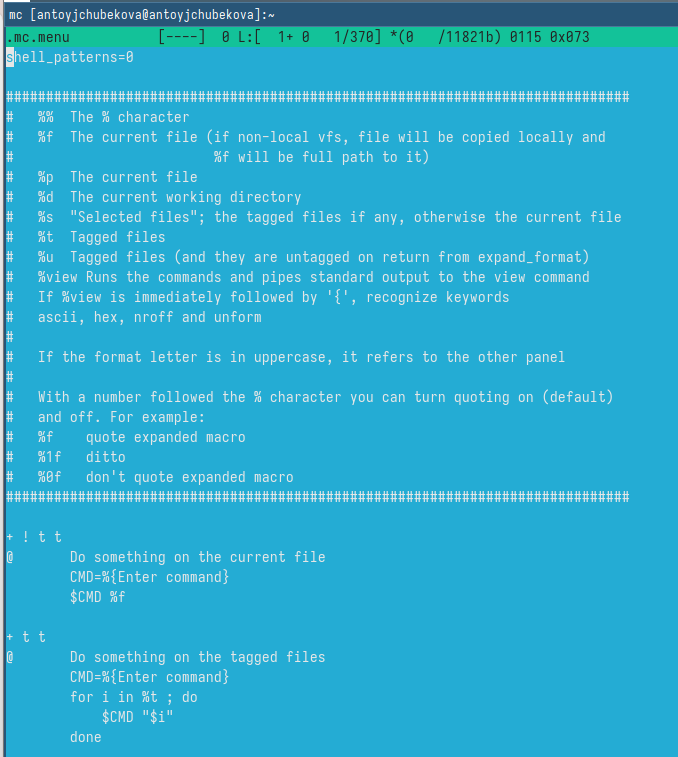 mc [antoyjchubekova@antoyjchubekova]:~
.mc.menu           [----]  0 L:[  1+ 0   1/370] *(0   /11821b) 0115 0x073
shell_patterns=0
##############################################################################
#   %%  The % character
#   %f  The current file (if non-local vfs, file will be copied locally and
#                         %f will be full path to it)
#   %p  The current file
#   %d  The current working directory
#   %s  "Selected files"; the tagged files if any, otherwise the current file
#   %t  Tagged files
#   %u  Tagged files (and they are untagged on return from expand_format)
#   %view Runs the commands and pipes standard output to the view command
#   If %view is immediately followed by '{', recognize keywords
#   ascii, hex, nroff and unform
#
#   If the format letter is in uppercase, it refers to the other panel
#
#   With a number followed the % character you can turn quoting on (default)
#   and off. For example:
#   %f    quote expanded macro
#   %1f   ditto
#   %0f   don't quote expanded macro
##############################################################################
+ ! t t
@       Do something on the current file
        CMD=%{Enter command}
        $CMD %f
+ t t
@       Do something on the tagged files
        CMD=%{Enter command}
        for i in %t ; do
            $CMD "$i"
        done